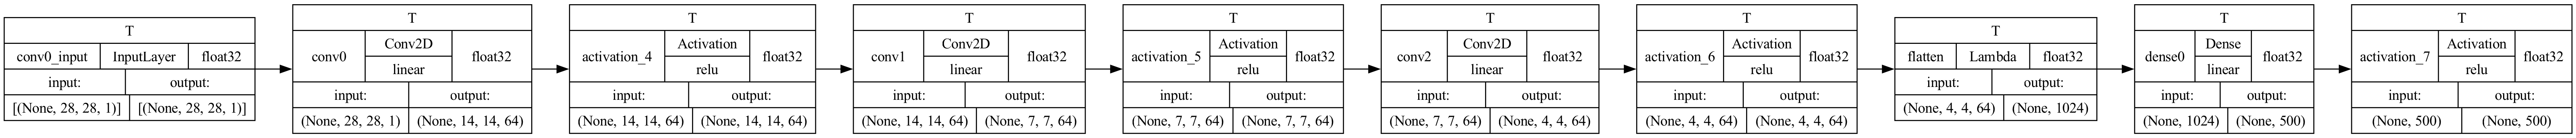 T
conv0_input InputLayer float32
input: output:
[(None, 28, 28, 1)] [(None, 28, 28, 1)]
T
conv0 Conv2D linear float32
input: output:
(None, 28, 28, 1) (None, 14, 14, 64)
T
activation_4 Activation relu float32
input: output:
(None, 14, 14, 64) (None, 14, 14, 64)
T
conv1 Conv2D linear float32
input: output:
(None, 14, 14, 64) (None, 7, 7, 64)
T
activation_5 Activation relu float32
input: output:
(None, 7, 7, 64) (None, 7, 7, 64)
T
conv2 Conv2D linear float32
input: output:
(None, 7, 7, 64) (None, 4, 4, 64)
T
activation_6 Activation relu float32
input: output:
(None, 4, 4, 64) (None, 4, 4, 64)
T
flatten Lambda float32
input: output:
(None, 4, 4, 64) (None, 1024)
T
dense0 Dense linear float32
input: output:
(None, 1024) (None, 500)
T
activation_7 Activation relu float32
input: output:
(None, 500) (None, 500)